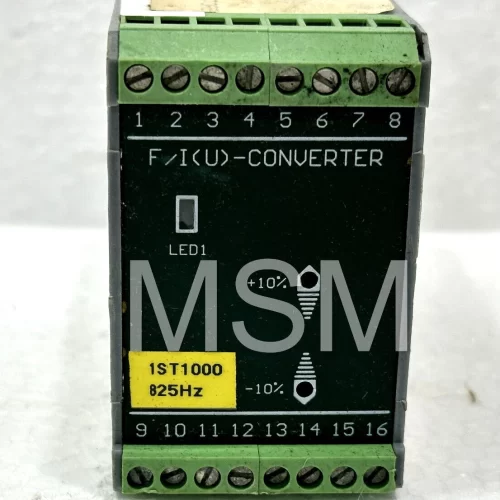 1 2 3 4 5 6 7 8
F/I(U)-CONVERTER
LED1
+10%
MSM
1ST1000
825Hz
-10%
9 10 11 12 13 14 15 16